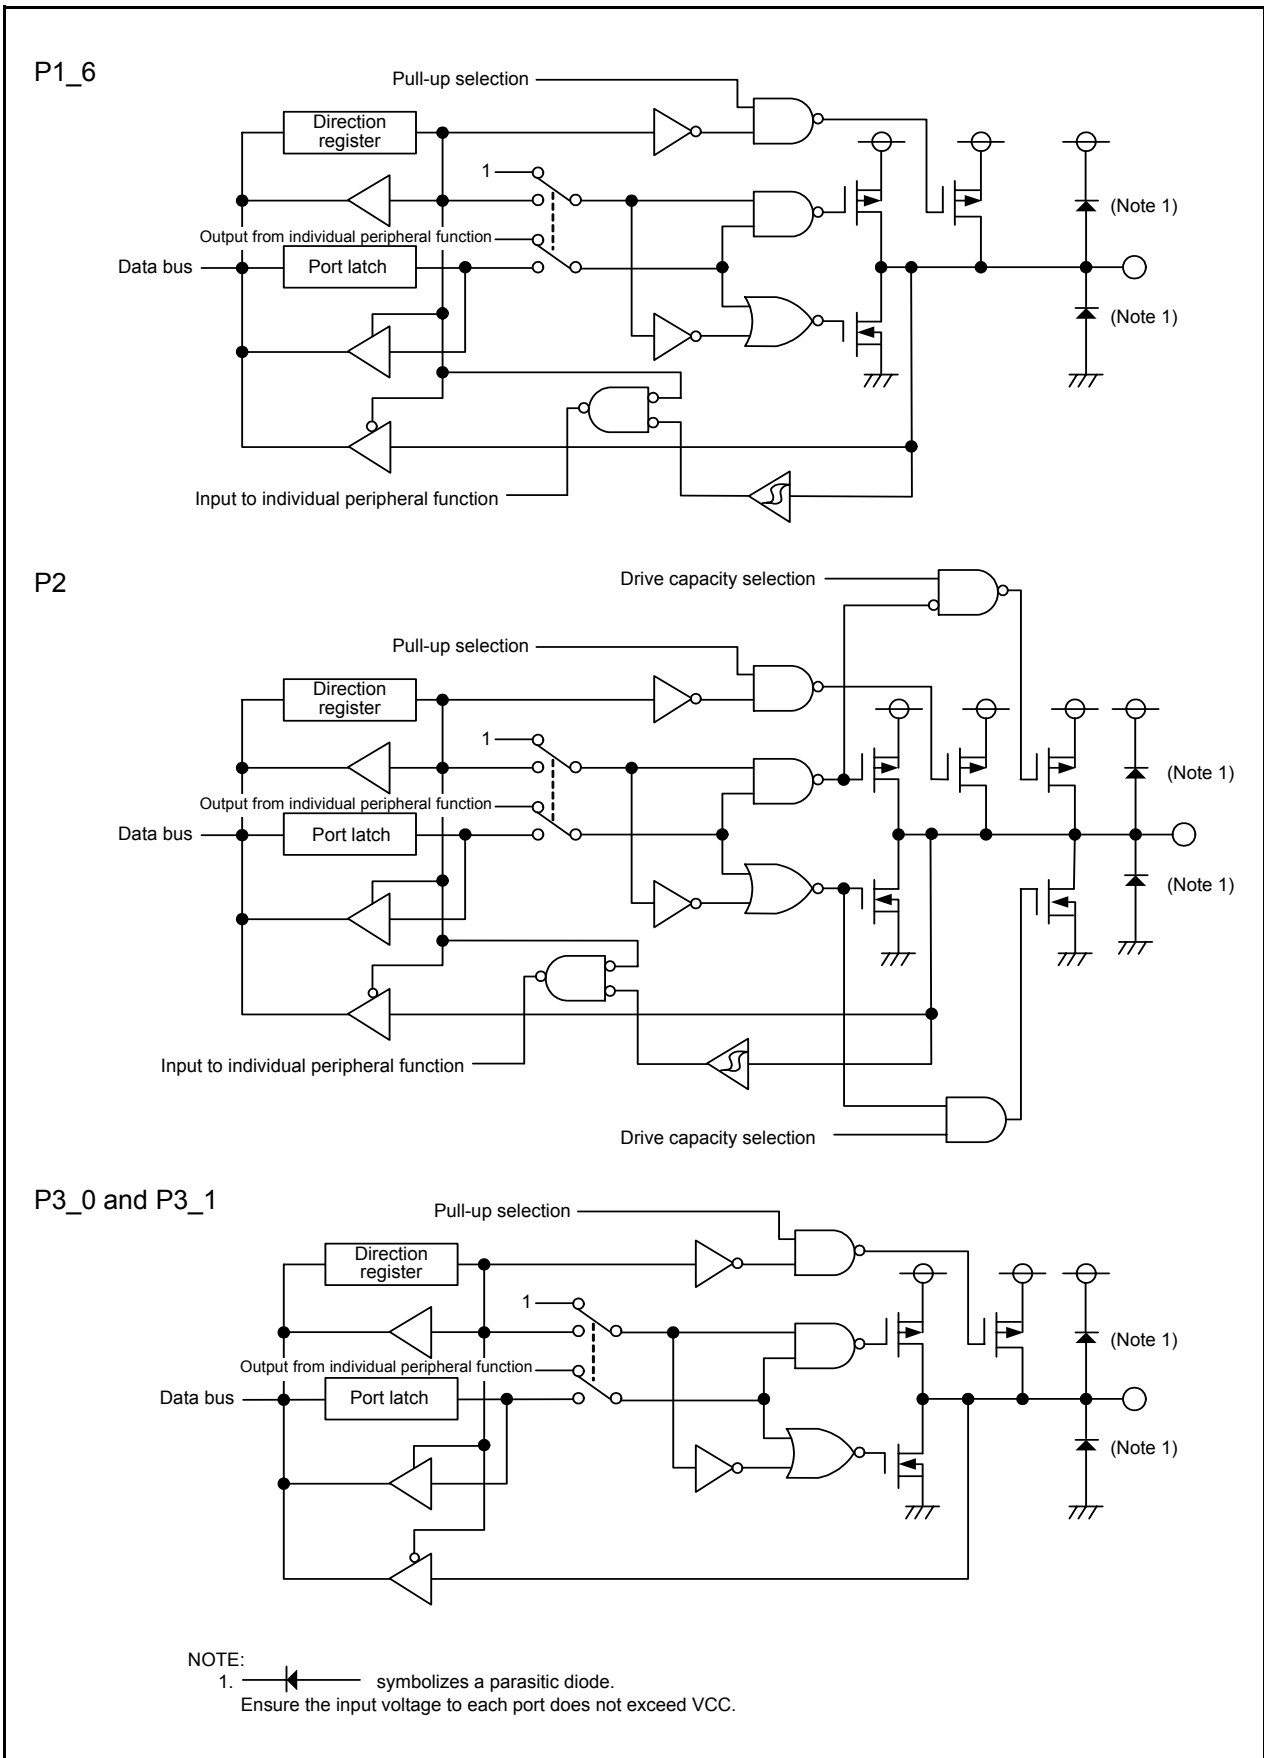 P1_6
Pull-up selection
Direction
register
1
(Note 1)
Output from individual peripheral function
Data bus
Port latch
(Note 1)
Input to individual peripheral function
P2
Drive capacity selection
Pull-up selection
Direction
register
1
(Note 1)
Output from individual peripheral function
Data bus
Port latch
(Note 1)
Input to individual peripheral function
Drive capacity selection
P3_0 and P3_1
Pull-up selection
Direction
register
1
(Note 1)
Output from individual peripheral function
Data bus
Port latch
(Note 1)
NOTE:
1. symbolizes a parasitic diode.
Ensure the input voltage to each port does not exceed VCC.